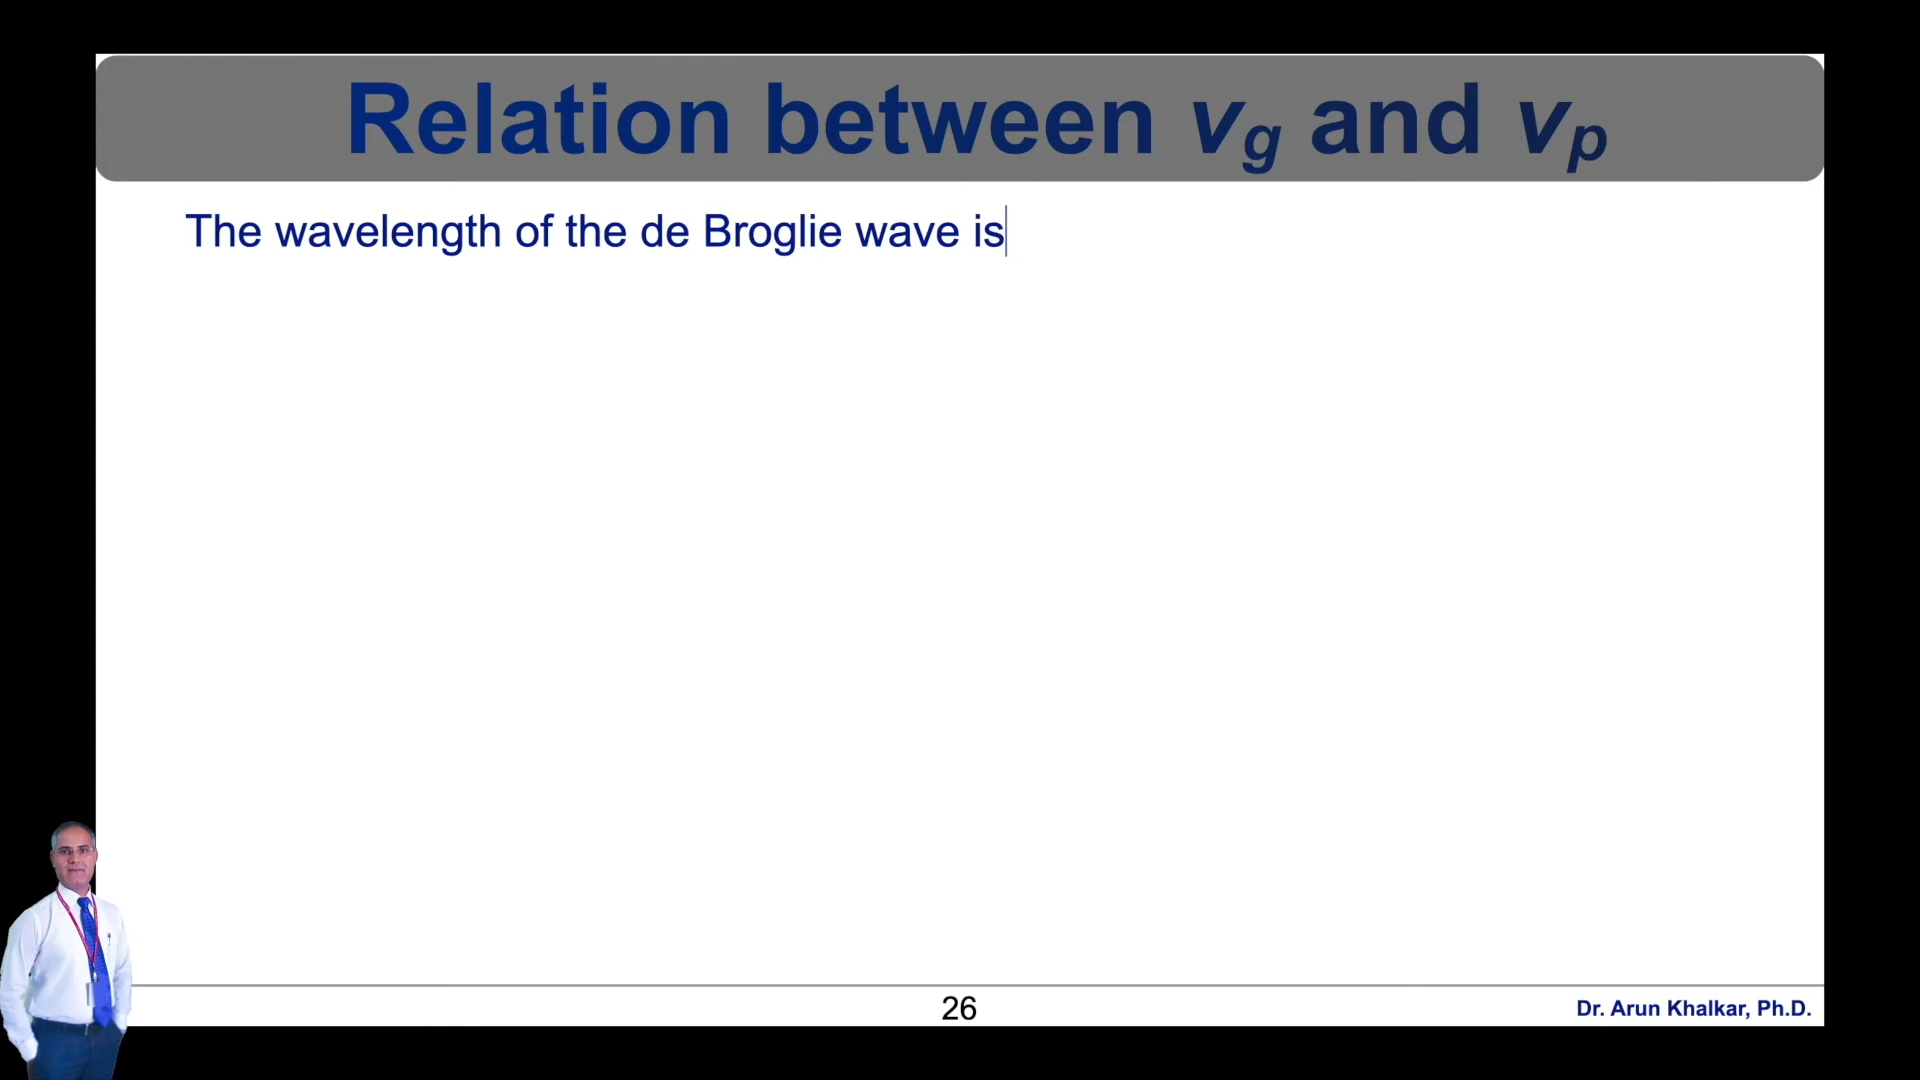 Relation between vg and vp
The wavelength of the de Broglie wave is
26
Dr. Arun Khalkar, Ph.D.